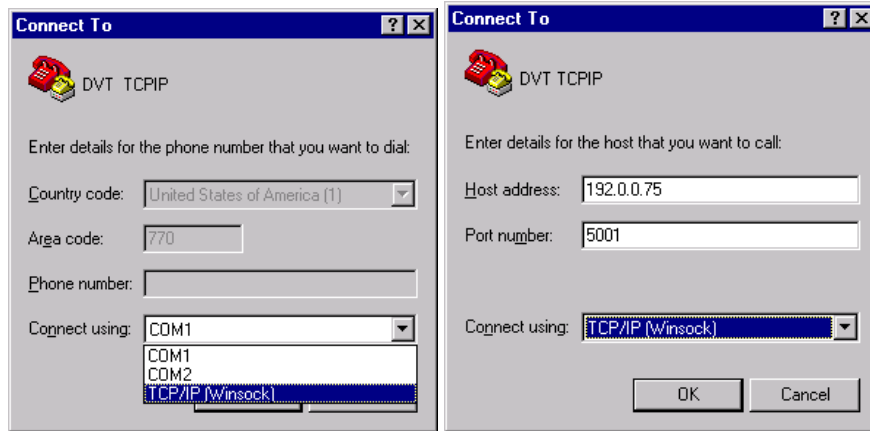 Connect To
DVT TCPIP
Enter details for the phone number that you want to dial:
Country code: United States of America (1)
Area code: 770
Phone number:
Connect using: COM1
COM1
COM2
TCP/IP (Winsock)
Connect To
DVT TCPIP
Enter details for the host that you want to call:
Host address: 192.0.0.75
Port number: 5001
Connect using: TCP/IP (Winsock)
OK Cancel